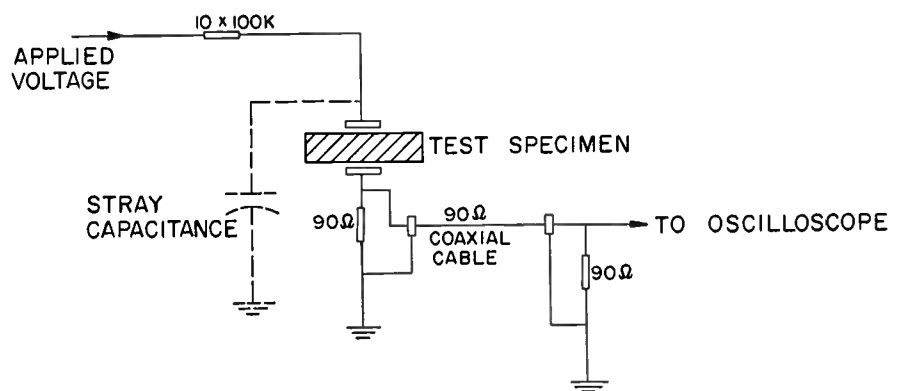 10 × 100K
APPLIED
VOLTAGE
TEST SPECIMEN
STRAY
CAPACITANCE
90Ω
90Ω
COAXIAL
CABLE
TO OSCILLOSCOPE
90Ω